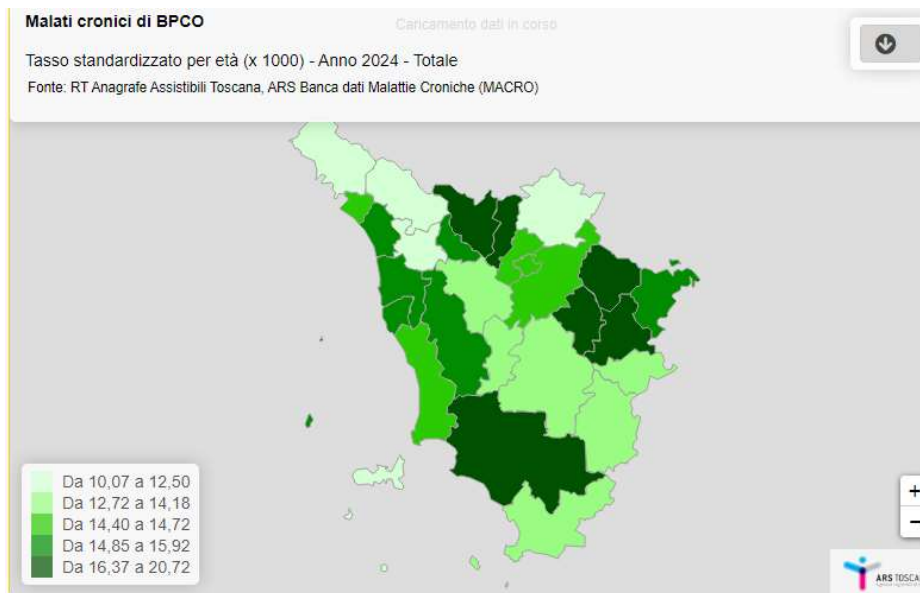 Malati cronici di BPCO
Caricamento dati in corso
Tasso standardizzato per età (x 1000) - Anno 2024 - Totale
Fonte: RT Anagrafe Assistibili Toscana, ARS Banca dati Malattie Croniche (MACRO)
Da 10,07 a 12,50
Da 12,72 a 14,18
Da 14,40 a 14,72
Da 14,85 a 15,92
Da 16,37 a 20,72
+
−
ARS TOSCA